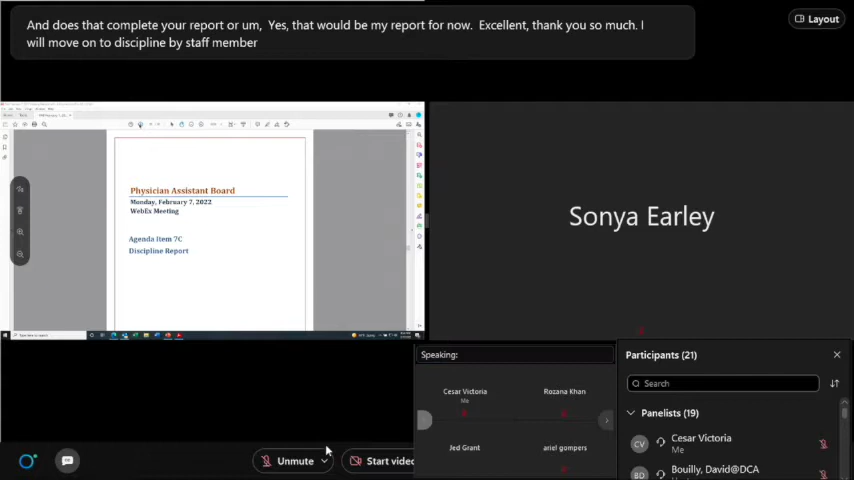 And does that complete your report or um, Yes, that would be my report for now. Excellent, thank you so much. I
will move on to discipline by staff member
Layout
Physician Assistant Board
Monday, February 7, 2022
WebEx Meeting
Agenda Item 7C
Discipline Report
Sonya Earley
Speaking:
Cesar Victoria
Me
Rozana Khan
Jed Grant
ariel gompers
Participants (21)
Search
Panelists (19)
CV
Cesar Victoria
Me
BD
Bouilly, David@DCA
Unmute
Start video